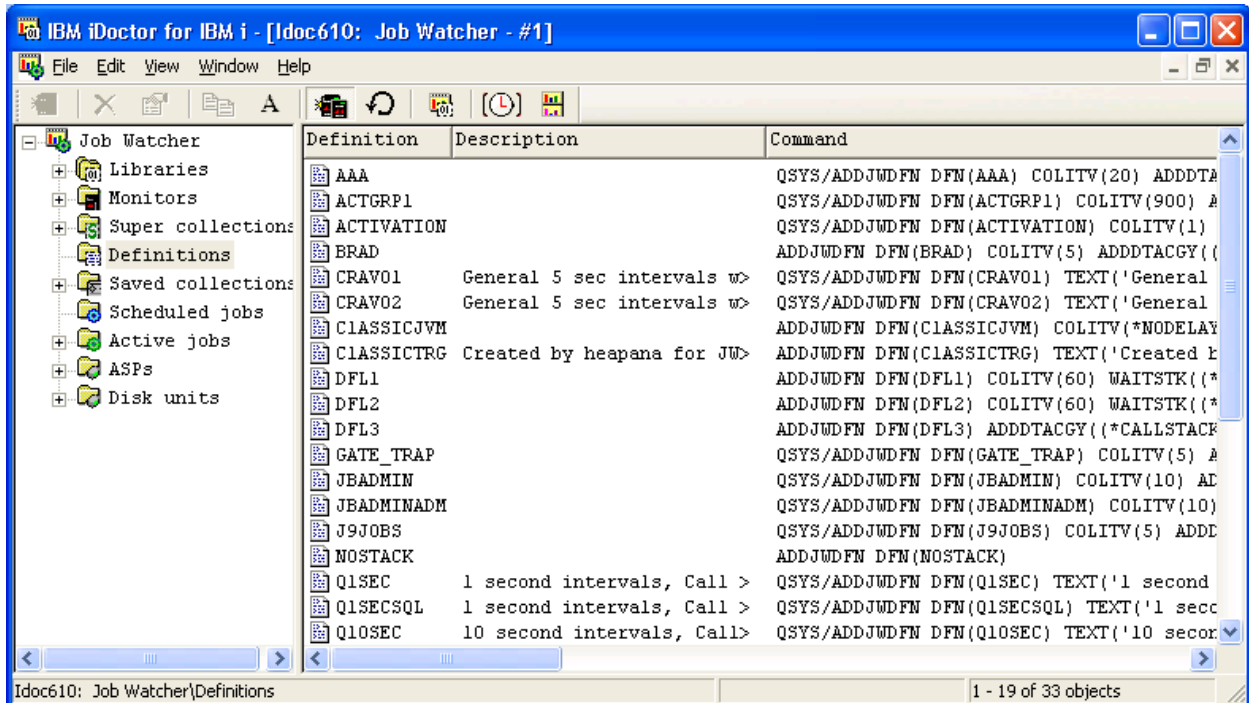 IBM iDoctor for IBM i - [Idoc610: Job Watcher - #1]
File Edit View Window Help
A
Job Watcher
Libraries
Monitors
Super collections
Definitions
Saved collections
Scheduled jobs
Active jobs
ASPs
Disk units
Definition Description Command
AAA QSYS/ADDJWDFN DFN(AAA) COLITV(20) ADDDTA
ACTGRP1 QSYS/ADDJWDFN DFN(ACTGRP1) COLITV(900) A
ACTIVATION QSYS/ADDJWDFN DFN(ACTIVATION) COLITV(1)
BRAD ADDJWDFN DFN(BRAD) COLITV(5) ADDDTACGY((
CRAVO1 General 5 sec intervals w> QSYS/ADDJWDFN DFN(CRAVO1) TEXT('General
CRAVO2 General 5 sec intervals w> QSYS/ADDJWDFN DFN(CRAVO2) TEXT('General
C1ASSICJVM ADDJWDFN DFN(C1ASSICJVM) COLITV(*NODELAY
C1ASSICTRG Created by heapana for JW> ADDJWDFN DFN(C1ASSICTRG) TEXT('Created b
DFL1 ADDJWDFN DFN(DFL1) COLITV(60) WAITSTK((*
DFL2 ADDJWDFN DFN(DFL2) COLITV(60) WAITSTK((*
DFL3 ADDJWDFN DFN(DFL3) ADDDTACGY((*CALLSTACK
GATE_TRAP QSYS/ADDJWDFN DFN(GATE_TRAP) COLITV(5) A
JBADMIN QSYS/ADDJWDFN DFN(JBADMIN) COLITV(10) AD
JBADMINADM QSYS/ADDJWDFN DFN(JBADMINADM) COLITV(10)
J9JOBS QSYS/ADDJWDFN DFN(J9JOBS) COLITV(5) ADDD
NOSTACK ADDJWDFN DFN(NOSTACK)
Q1SEC 1 second intervals, Call > QSYS/ADDJWDFN DFN(Q1SEC) TEXT('1 second
Q1SECSQL 1 second intervals, Call > QSYS/ADDJWDFN DFN(Q1SECSQL) TEXT('1 seco
Q10SEC 10 second intervals, Call> QSYS/ADDJWDFN DFN(Q10SEC) TEXT('10 secon
Idoc610: Job Watcher\Definitions 1 - 19 of 33 objects